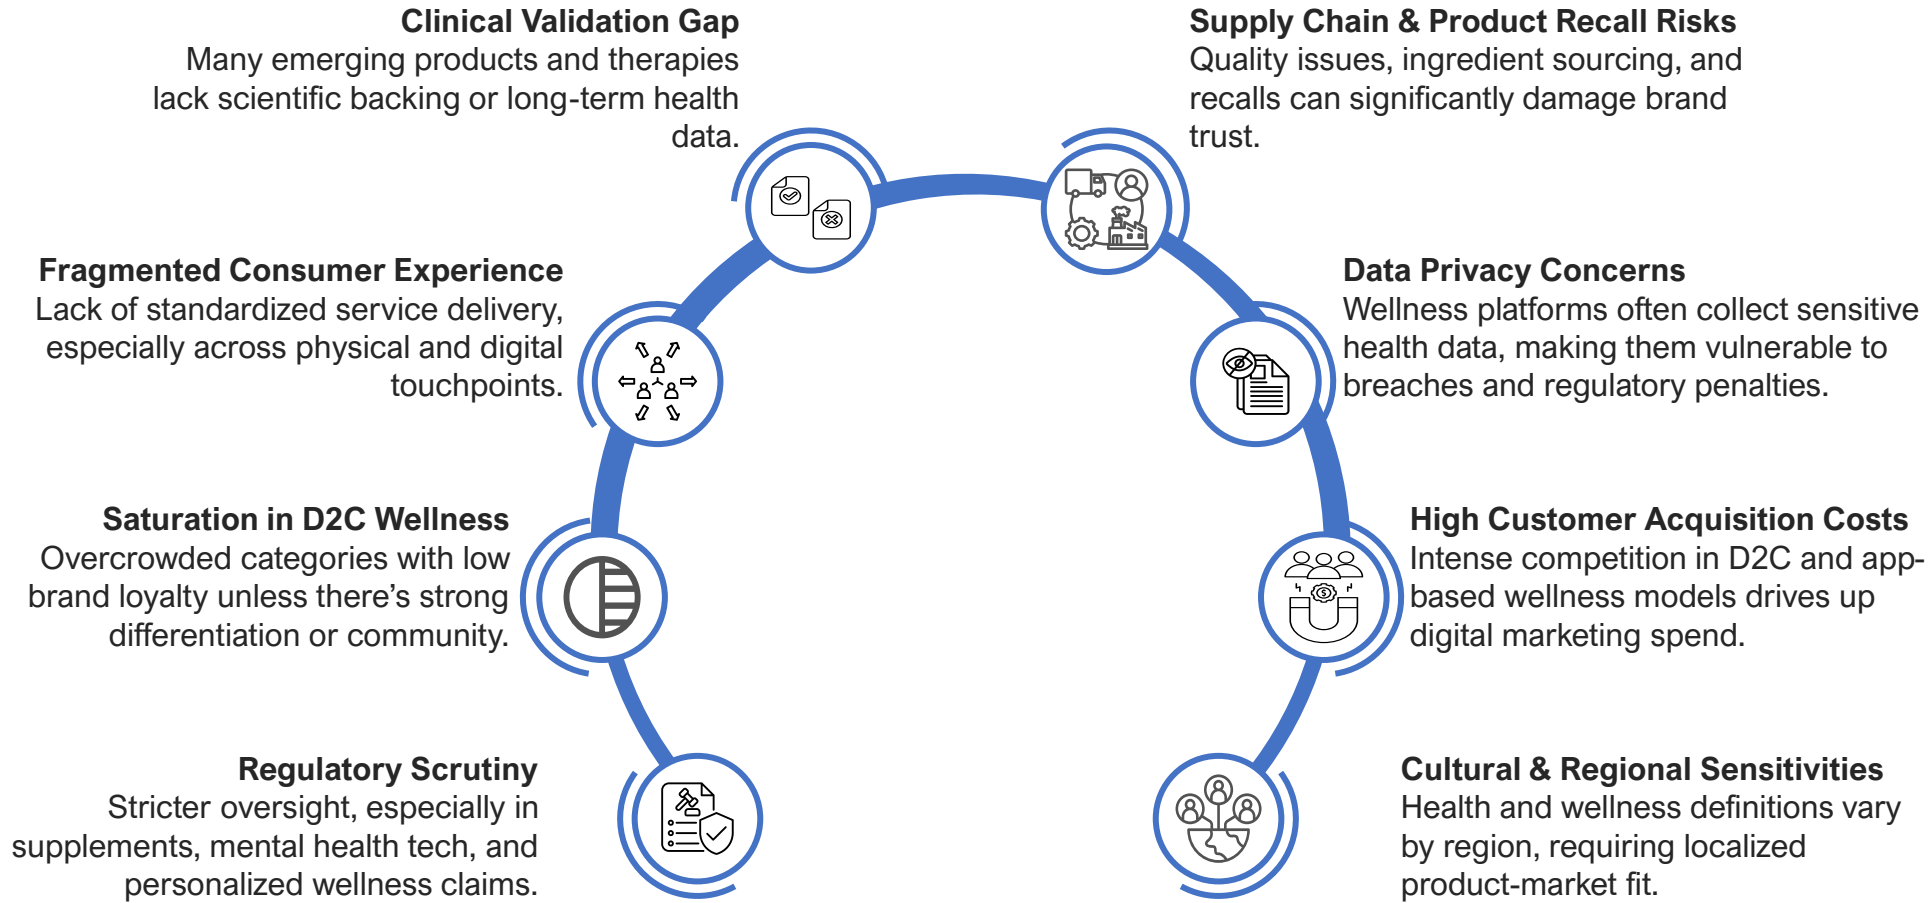 Clinical Validation Gap
Many emerging products and therapies
lack scientific backing or long-term health
data.
Supply Chain & Product Recall Risks
Quality issues, ingredient sourcing, and
recalls can significantly damage brand
trust.
Fragmented Consumer Experience
Lack of standardized service delivery,
especially across physical and digital
touchpoints.
Data Privacy Concerns
Wellness platforms often collect sensitive
health data, making them vulnerable to
breaches and regulatory penalties.
Saturation in D2C Wellness
Overcrowded categories with low
brand loyalty unless there’s strong
differentiation or community.
High Customer Acquisition Costs
Intense competition in D2C and app-
based wellness models drives up
digital marketing spend.
Regulatory Scrutiny
Stricter oversight, especially in
supplements, mental health tech, and
personalized wellness claims.
Cultural & Regional Sensitivities
Health and wellness definitions vary
by region, requiring localized
product-market fit.